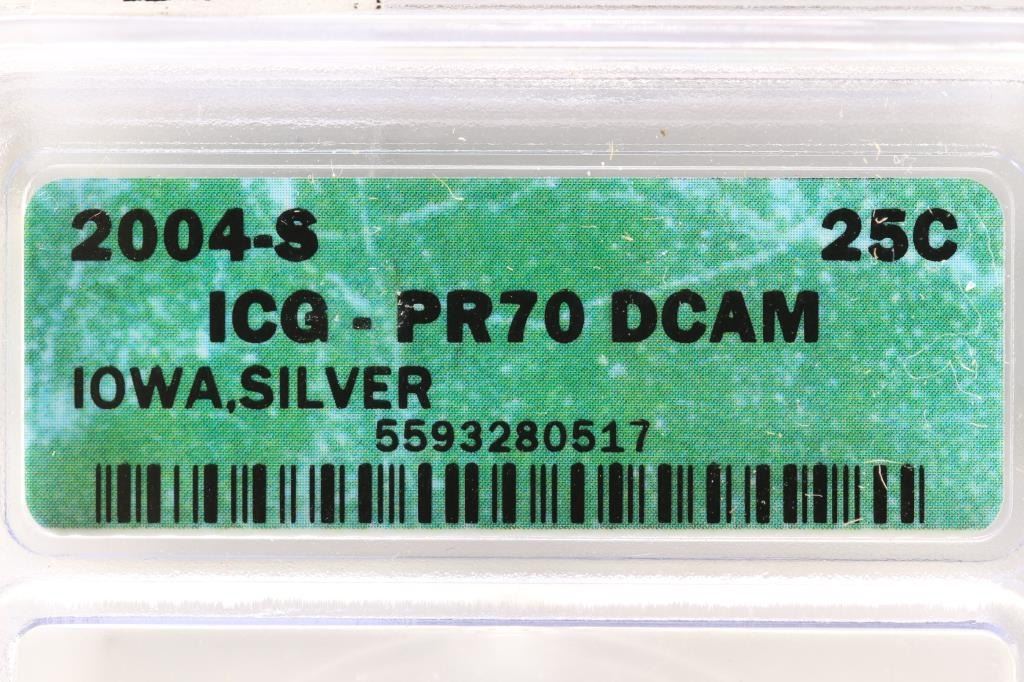 2004-S 25C
ICG - PR70 DCAM
IOWA,SILVER
5593280517